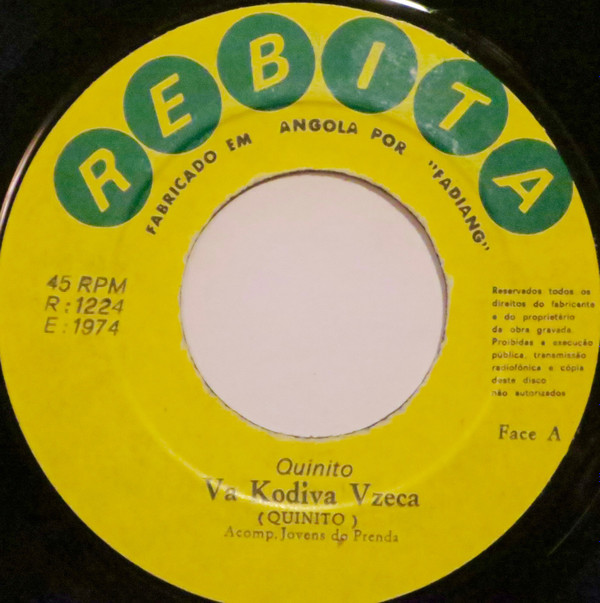 REBITA
FABRICADO EM ANGOLA POR "FADIANG"
45 RPM
R : 1224
E : 1974
Reservados todos os
direitos do fabricante
e do proprietério
da obra gravada.
Proibidas a execução
pública, transmissão
radiofónica e cópia
deste disco
não autorizados
Face A
Quinito
Va Kodiva Vzeca
( QUINITO )
Acomp. Jovens do Prenda